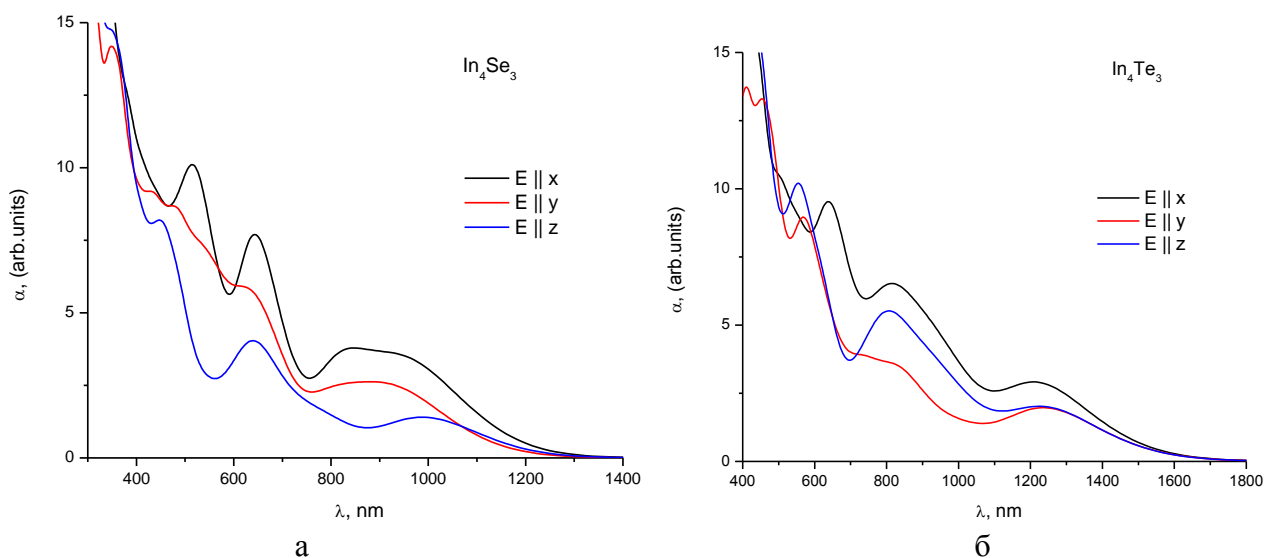 15
10
5
0
α, (arb.units)
In₄Se₃
E || x
E || y
E || z
400 600 800 1000 1200 1400
λ, nm
а
15
10
5
0
α, (arb.units)
In₄Te₃
E || x
E || y
E || z
400 600 800 1000 1200 1400 1600 1800
λ, nm
б